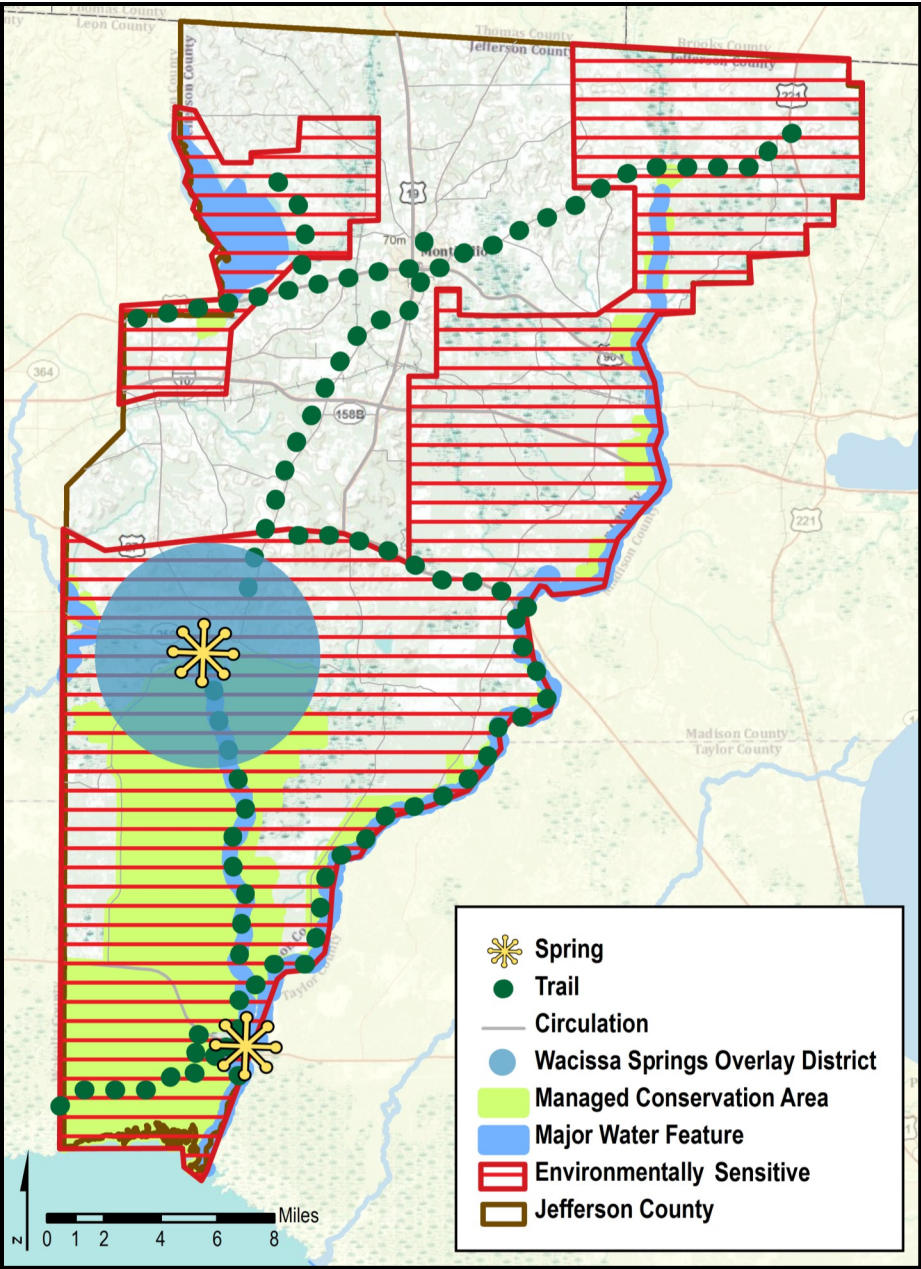 Thomas County
Leon County
nty
Thomas County
Jefferson County
Brooks County
Jefferson County
221
19
70m
364
10
90
158B
221
27
County
Madison County
Madison County
Taylor County
Taylor County
Spring
Trail
Circulation
Wacissa Springs Overlay District
Managed Conservation Area
Major Water Feature
Environmentally Sensitive
Jefferson County
Miles
N
0 1 2 4 6 8